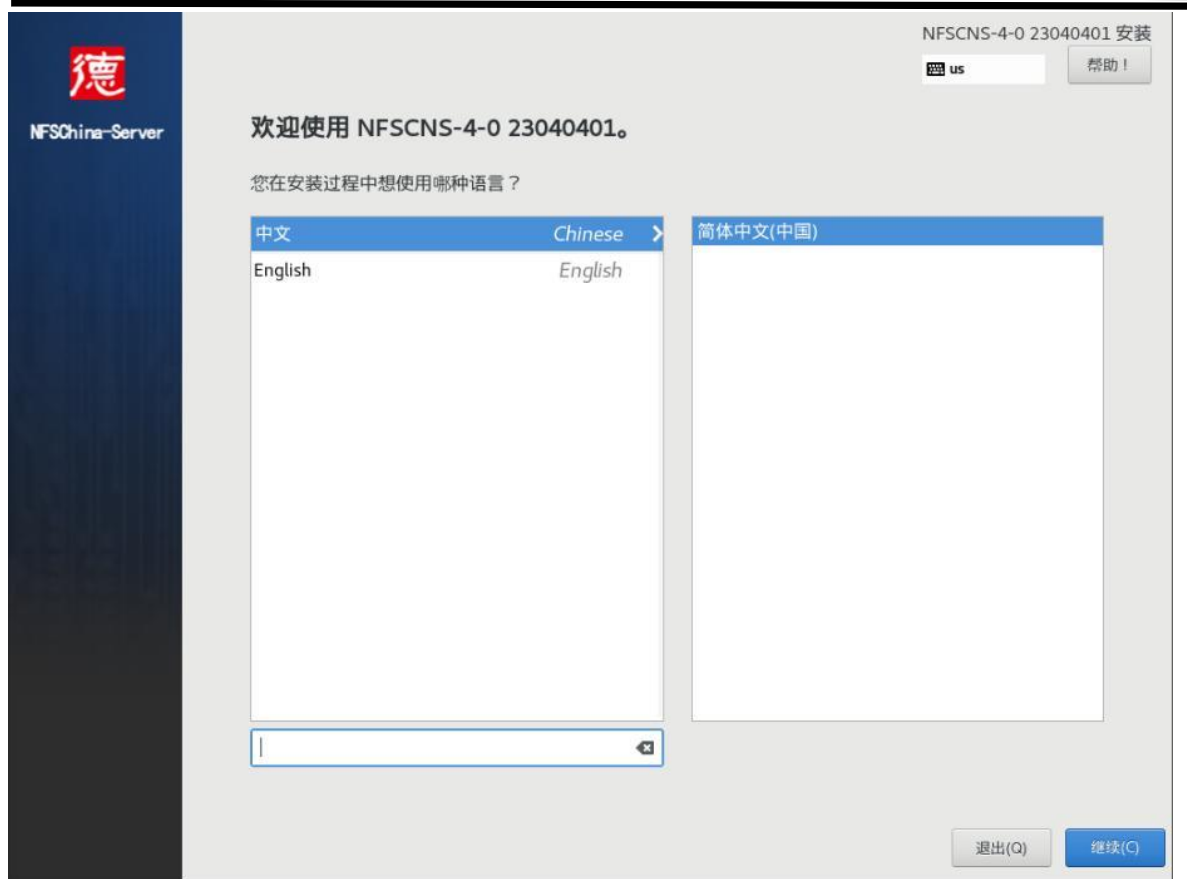 德
NFSChina-Server
NFSCNS-4-0 23040401 安装
us
帮助！
欢迎使用 NFSCNS-4-0 23040401。
您在安装过程中想使用哪种语言？
中文 Chinese
English English
简体中文(中国)
退出(Q)
继续(C)